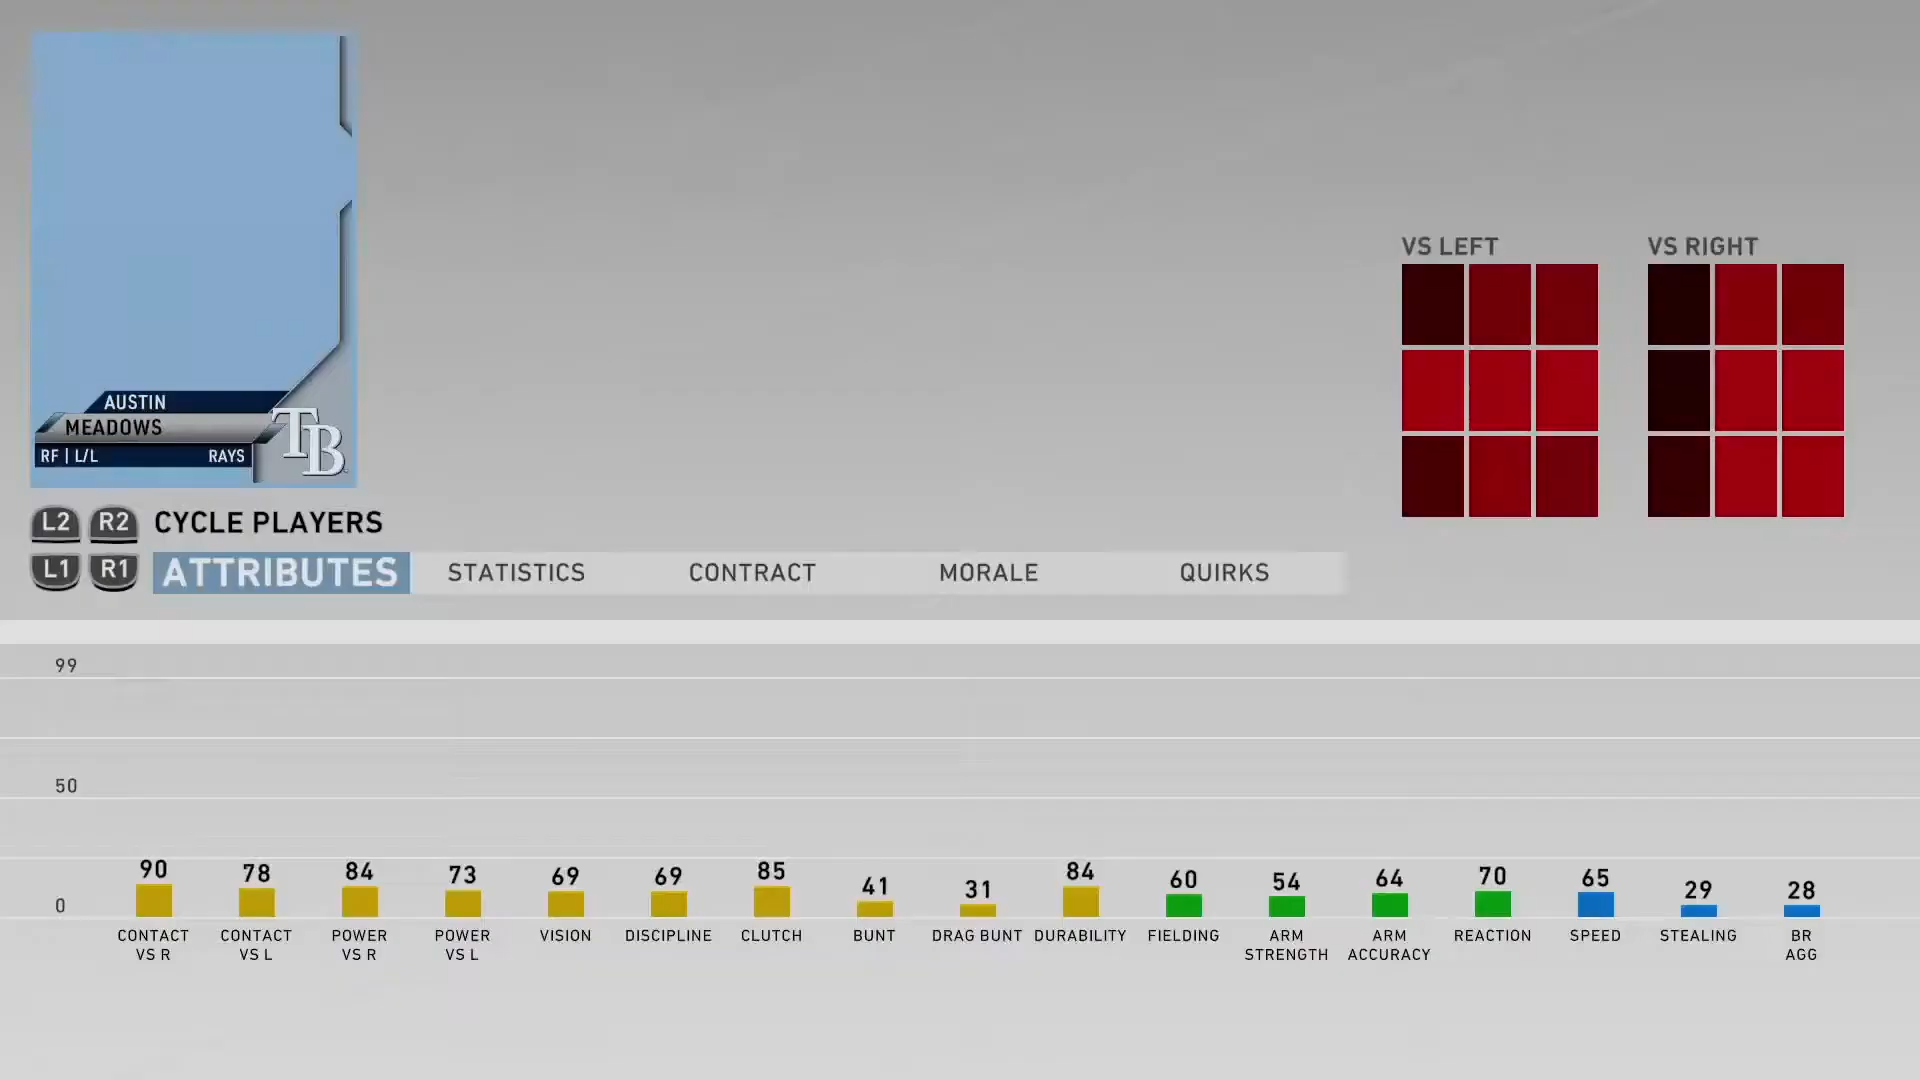 VS LEFT
VS RIGHT
AUSTIN
MEADOWS
RF | L/L
RAYS
TB
L2 R2 CYCLE PLAYERS
L1 R1 ATTRIBUTES STATISTICS CONTRACT MORALE QUIRKS
99
50
0
90 78 84 73 69 69 85 41 31 84 60 54 64 70 65 29 28
CONTACT VS R
CONTACT VS L
POWER VS R
POWER VS L
VISION
DISCIPLINE
CLUTCH
BUNT
DRAG BUNT
DURABILITY
FIELDING
ARM STRENGTH
ARM ACCURACY
REACTION
SPEED
STEALING
BR AGG